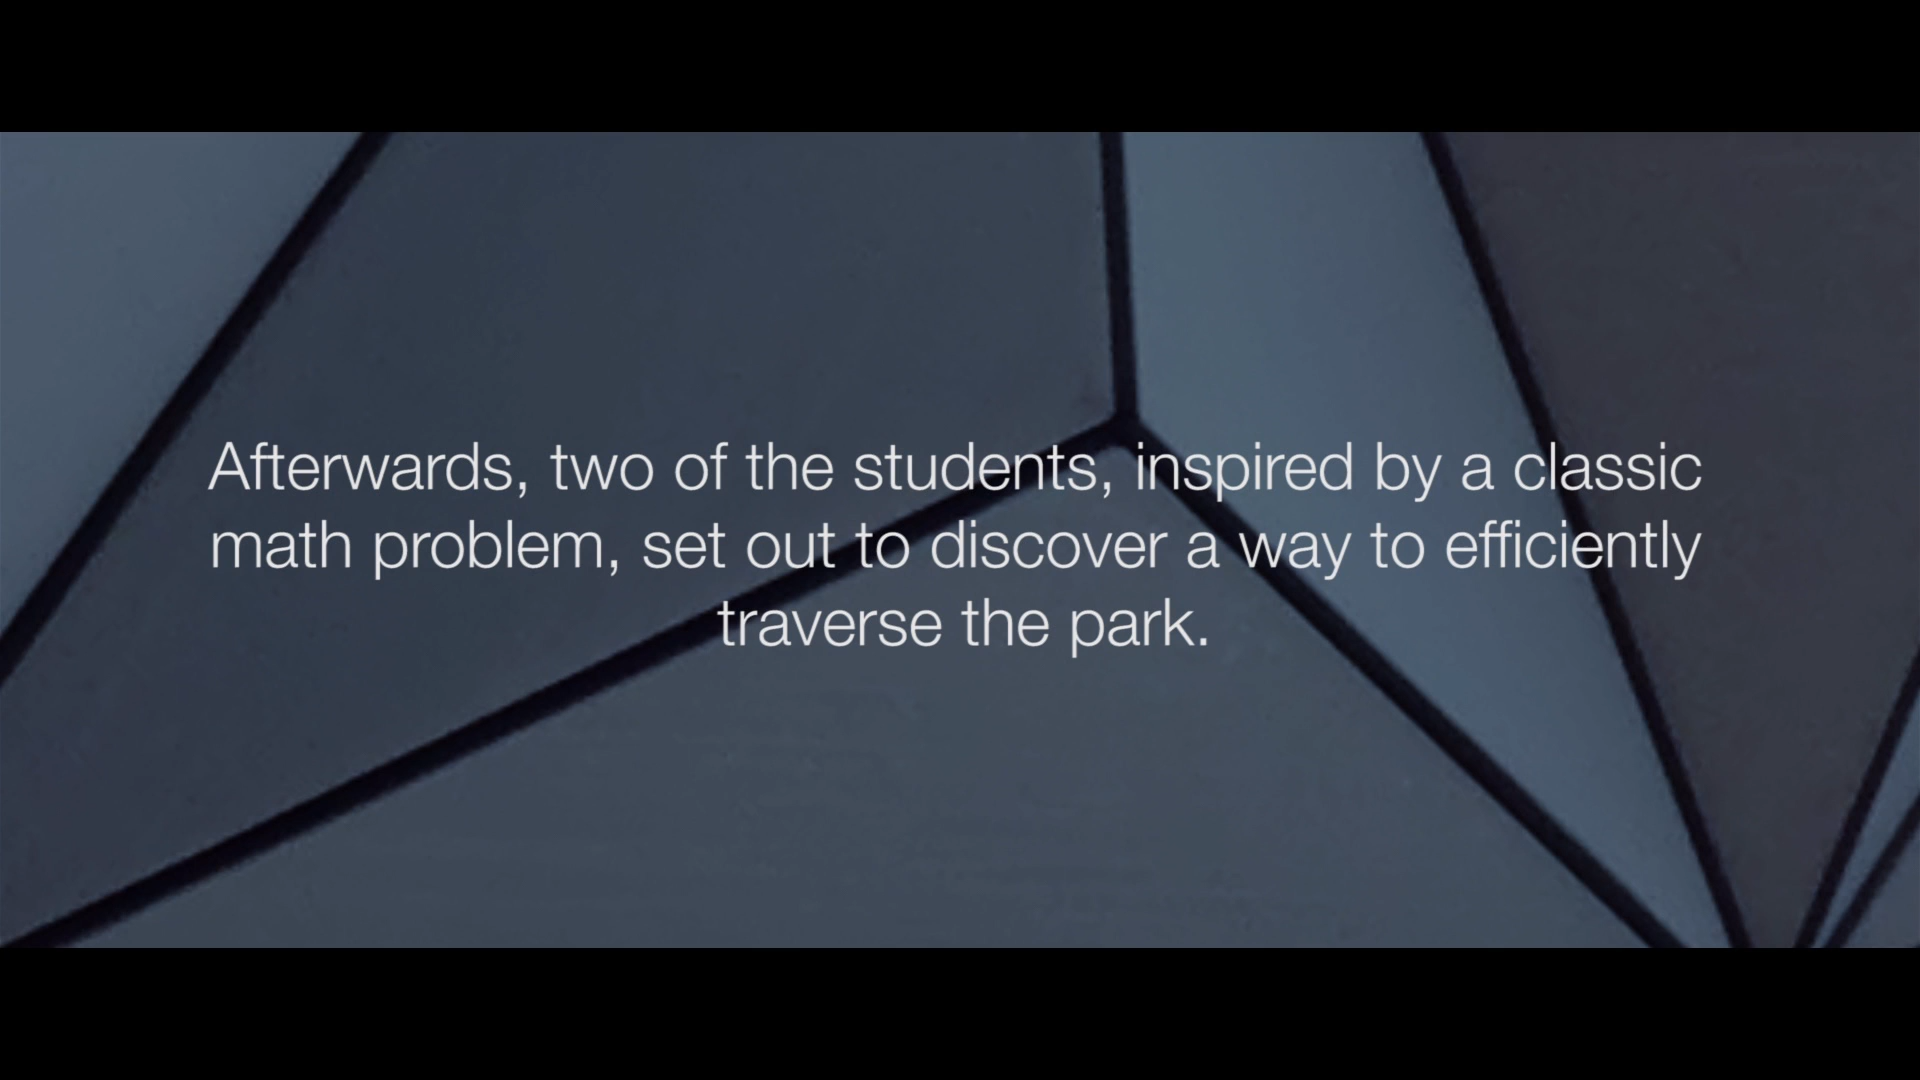 Afterwards, two of the students, inspired by a classic
math problem, set out to discover a way to efficiently
traverse the park.